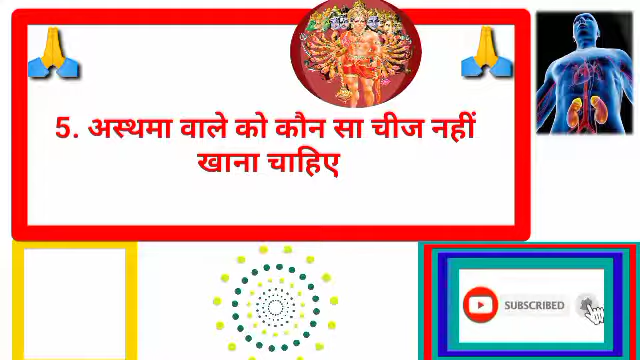 5. अस्थमा वाले को कौन सा चीज नहीं
खाना चाहिए
SUBSCRIBED